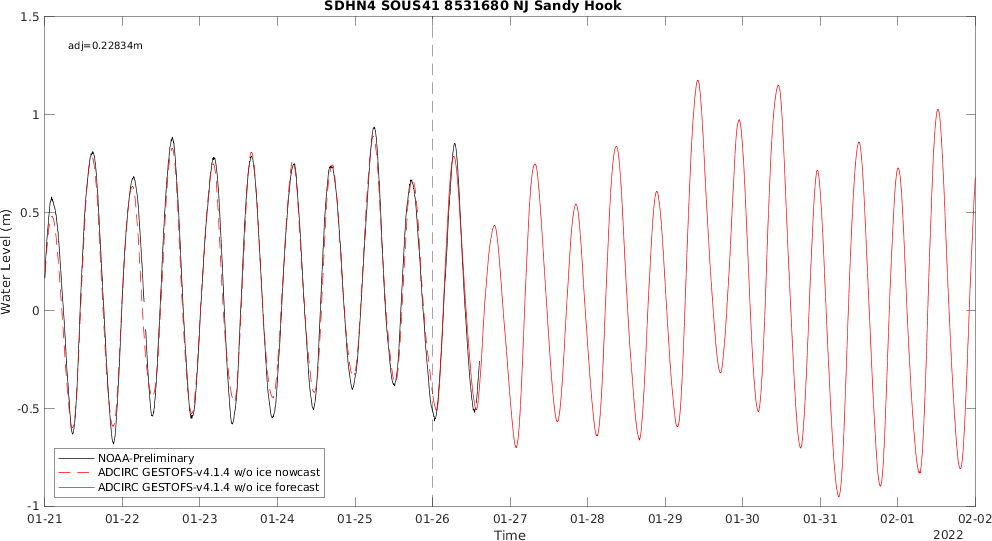 SDHN4 SOUS41 8531680 NJ Sandy Hook
adj=0.22834m
Water Level (m)
1.5
1
0.5
0
-0.5
-1
NOAA-Preliminary
ADCIRC GESTOFS-v4.1.4 w/o ice nowcast
ADCIRC GESTOFS-v4.1.4 w/o ice forecast
01-21 01-22 01-23 01-24 01-25 01-26 01-27 01-28 01-29 01-30 01-31 02-01 02-02
Time
2022